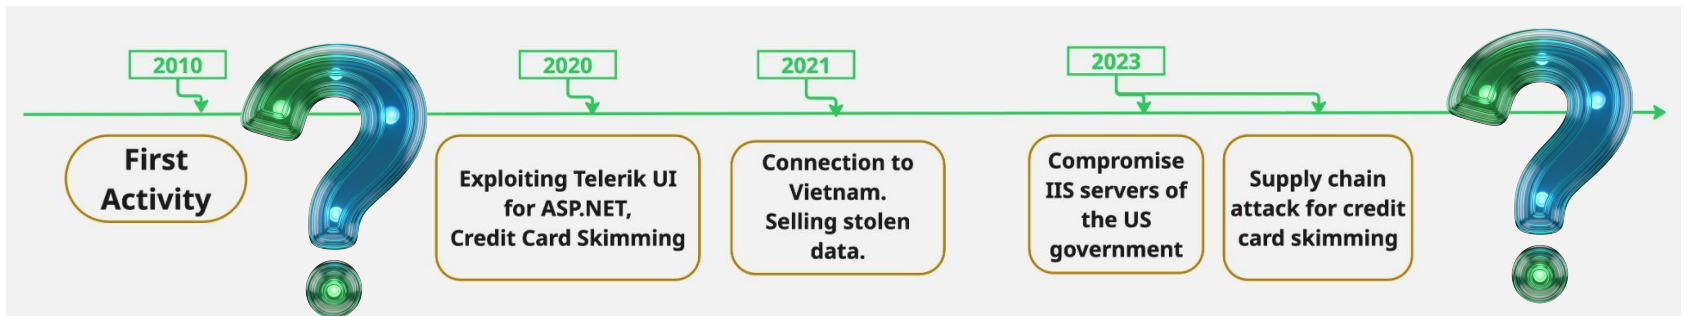 2010
2020
2021
2023
First
Activity
Exploiting Telerik UI
for ASP.NET,
Credit Card Skimming
Connection to
Vietnam.
Selling stolen
data.
Compromise
IIS servers of
the US
government
Supply chain
attack for credit
card skimming